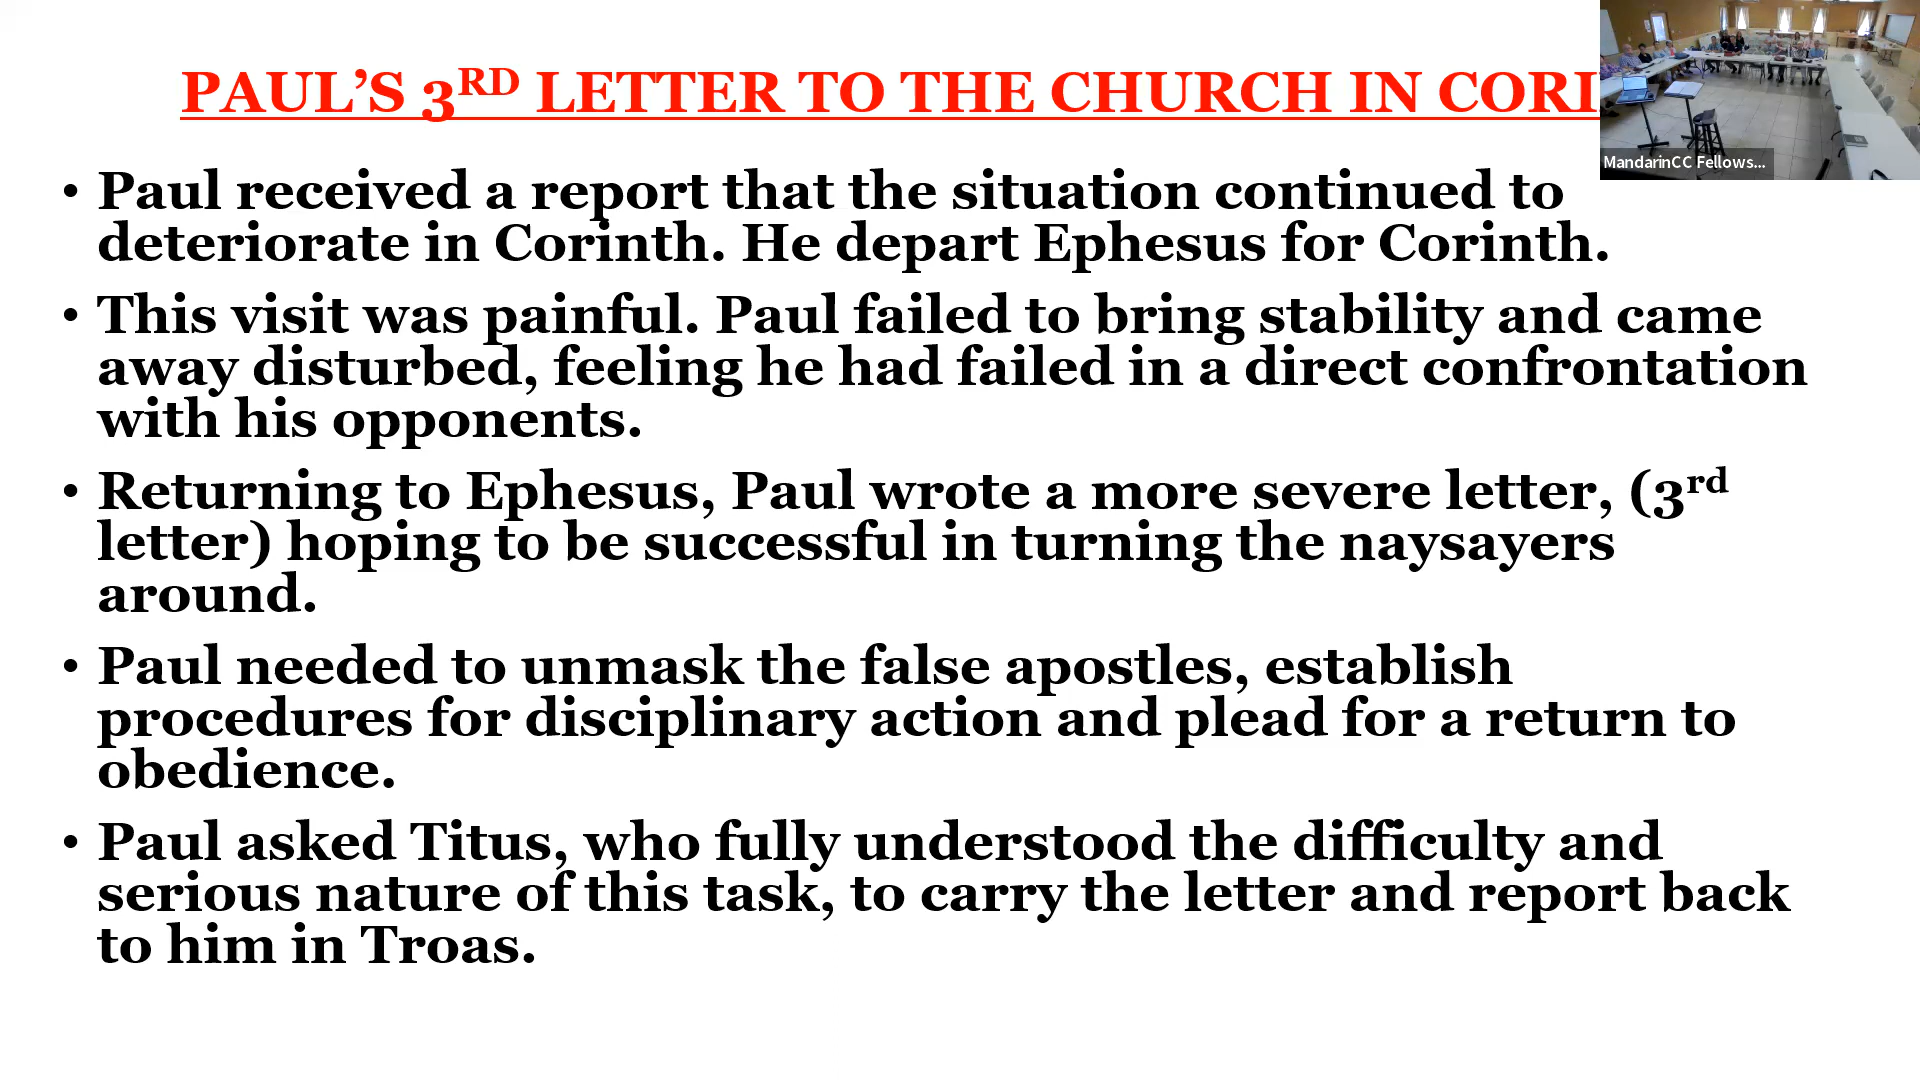 PAUL’S 3RD LETTER TO THE CHURCH IN CORI
MandarinCC Fellows...
• Paul received a report that the situation continued to
deteriorate in Corinth. He depart Ephesus for Corinth.
• This visit was painful. Paul failed to bring stability and came
away disturbed, feeling he had failed in a direct confrontation
with his opponents.
• Returning to Ephesus, Paul wrote a more severe letter, (3rd
letter) hoping to be successful in turning the naysayers
around.
• Paul needed to unmask the false apostles, establish
procedures for disciplinary action and plead for a return to
obedience.
• Paul asked Titus, who fully understood the difficulty and
serious nature of this task, to carry the letter and report back
to him in Troas.